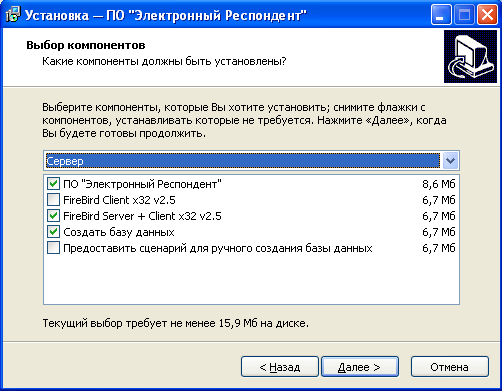 Установка — ПО "Электронный Респондент"
Выбор компонентов
Какие компоненты должны быть установлены?
Выберите компоненты, которые Вы хотите установить; снимите флажки с
компонентов, устанавливать которые не требуется. Нажмите «Далее», когда
Вы будете готовы продолжить.
Сервер
ПО "Электронный Респондент" 8,6 Мб
FireBird Client x32 v2.5 6,7 Мб
FireBird Server + Client x32 v2.5 6,7 Мб
Создать базу данных 6,7 Мб
Предоставить сценарий для ручного создания базы данных 6,7 Мб
Текущий выбор требует не менее 15,9 Мб на диске.
< Назад Далее > Отмена